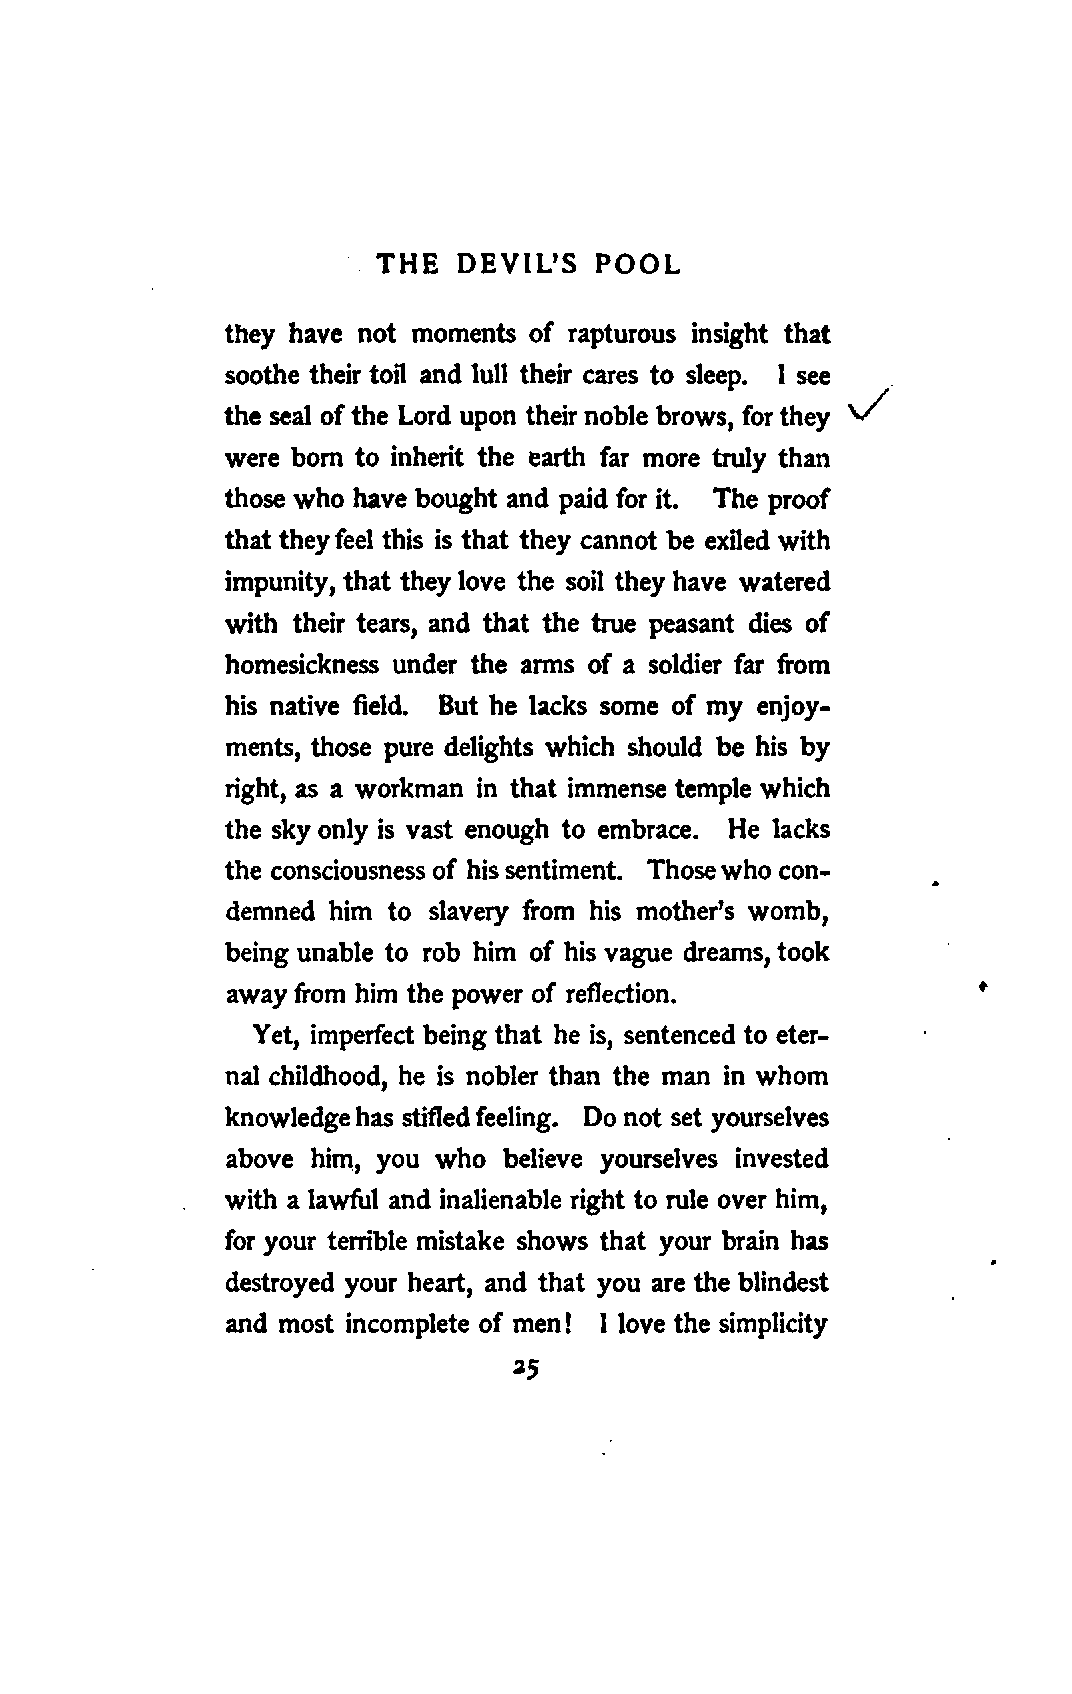 THE DEVIL'S POOL
they have not moments of rapturous insight that
soothe their toil and lull their cares to sleep. I see
the seal of the Lord upon their noble brows, for they
were born to inherit the earth far more truly than
those who have bought and paid for it. The proof
that they feel this is that they cannot be exiled with
impunity, that they love the soil they have watered
with their tears, and that the true peasant dies of
homesickness under the arms of a soldier far from
his native field. But he lacks some of my enjoy-
ments, those pure delights which should be his by
right, as a workman in that immense temple which
the sky only is vast enough to embrace. He lacks
the consciousness of his sentiment. Those who con-
demned him to slavery from his mother's womb,
being unable to rob him of his vague dreams, took
away from him the power of reflection.
Yet, imperfect being that he is, sentenced to eter-
nal childhood, he is nobler than the man in whom
knowledge has stifled feeling. Do not set yourselves
above him, you who believe yourselves invested
with a lawful and inalienable right to rule over him,
for your terrible mistake shows that your brain has
destroyed your heart, and that you are the blindest
and most incomplete of men! I love the simplicity
25